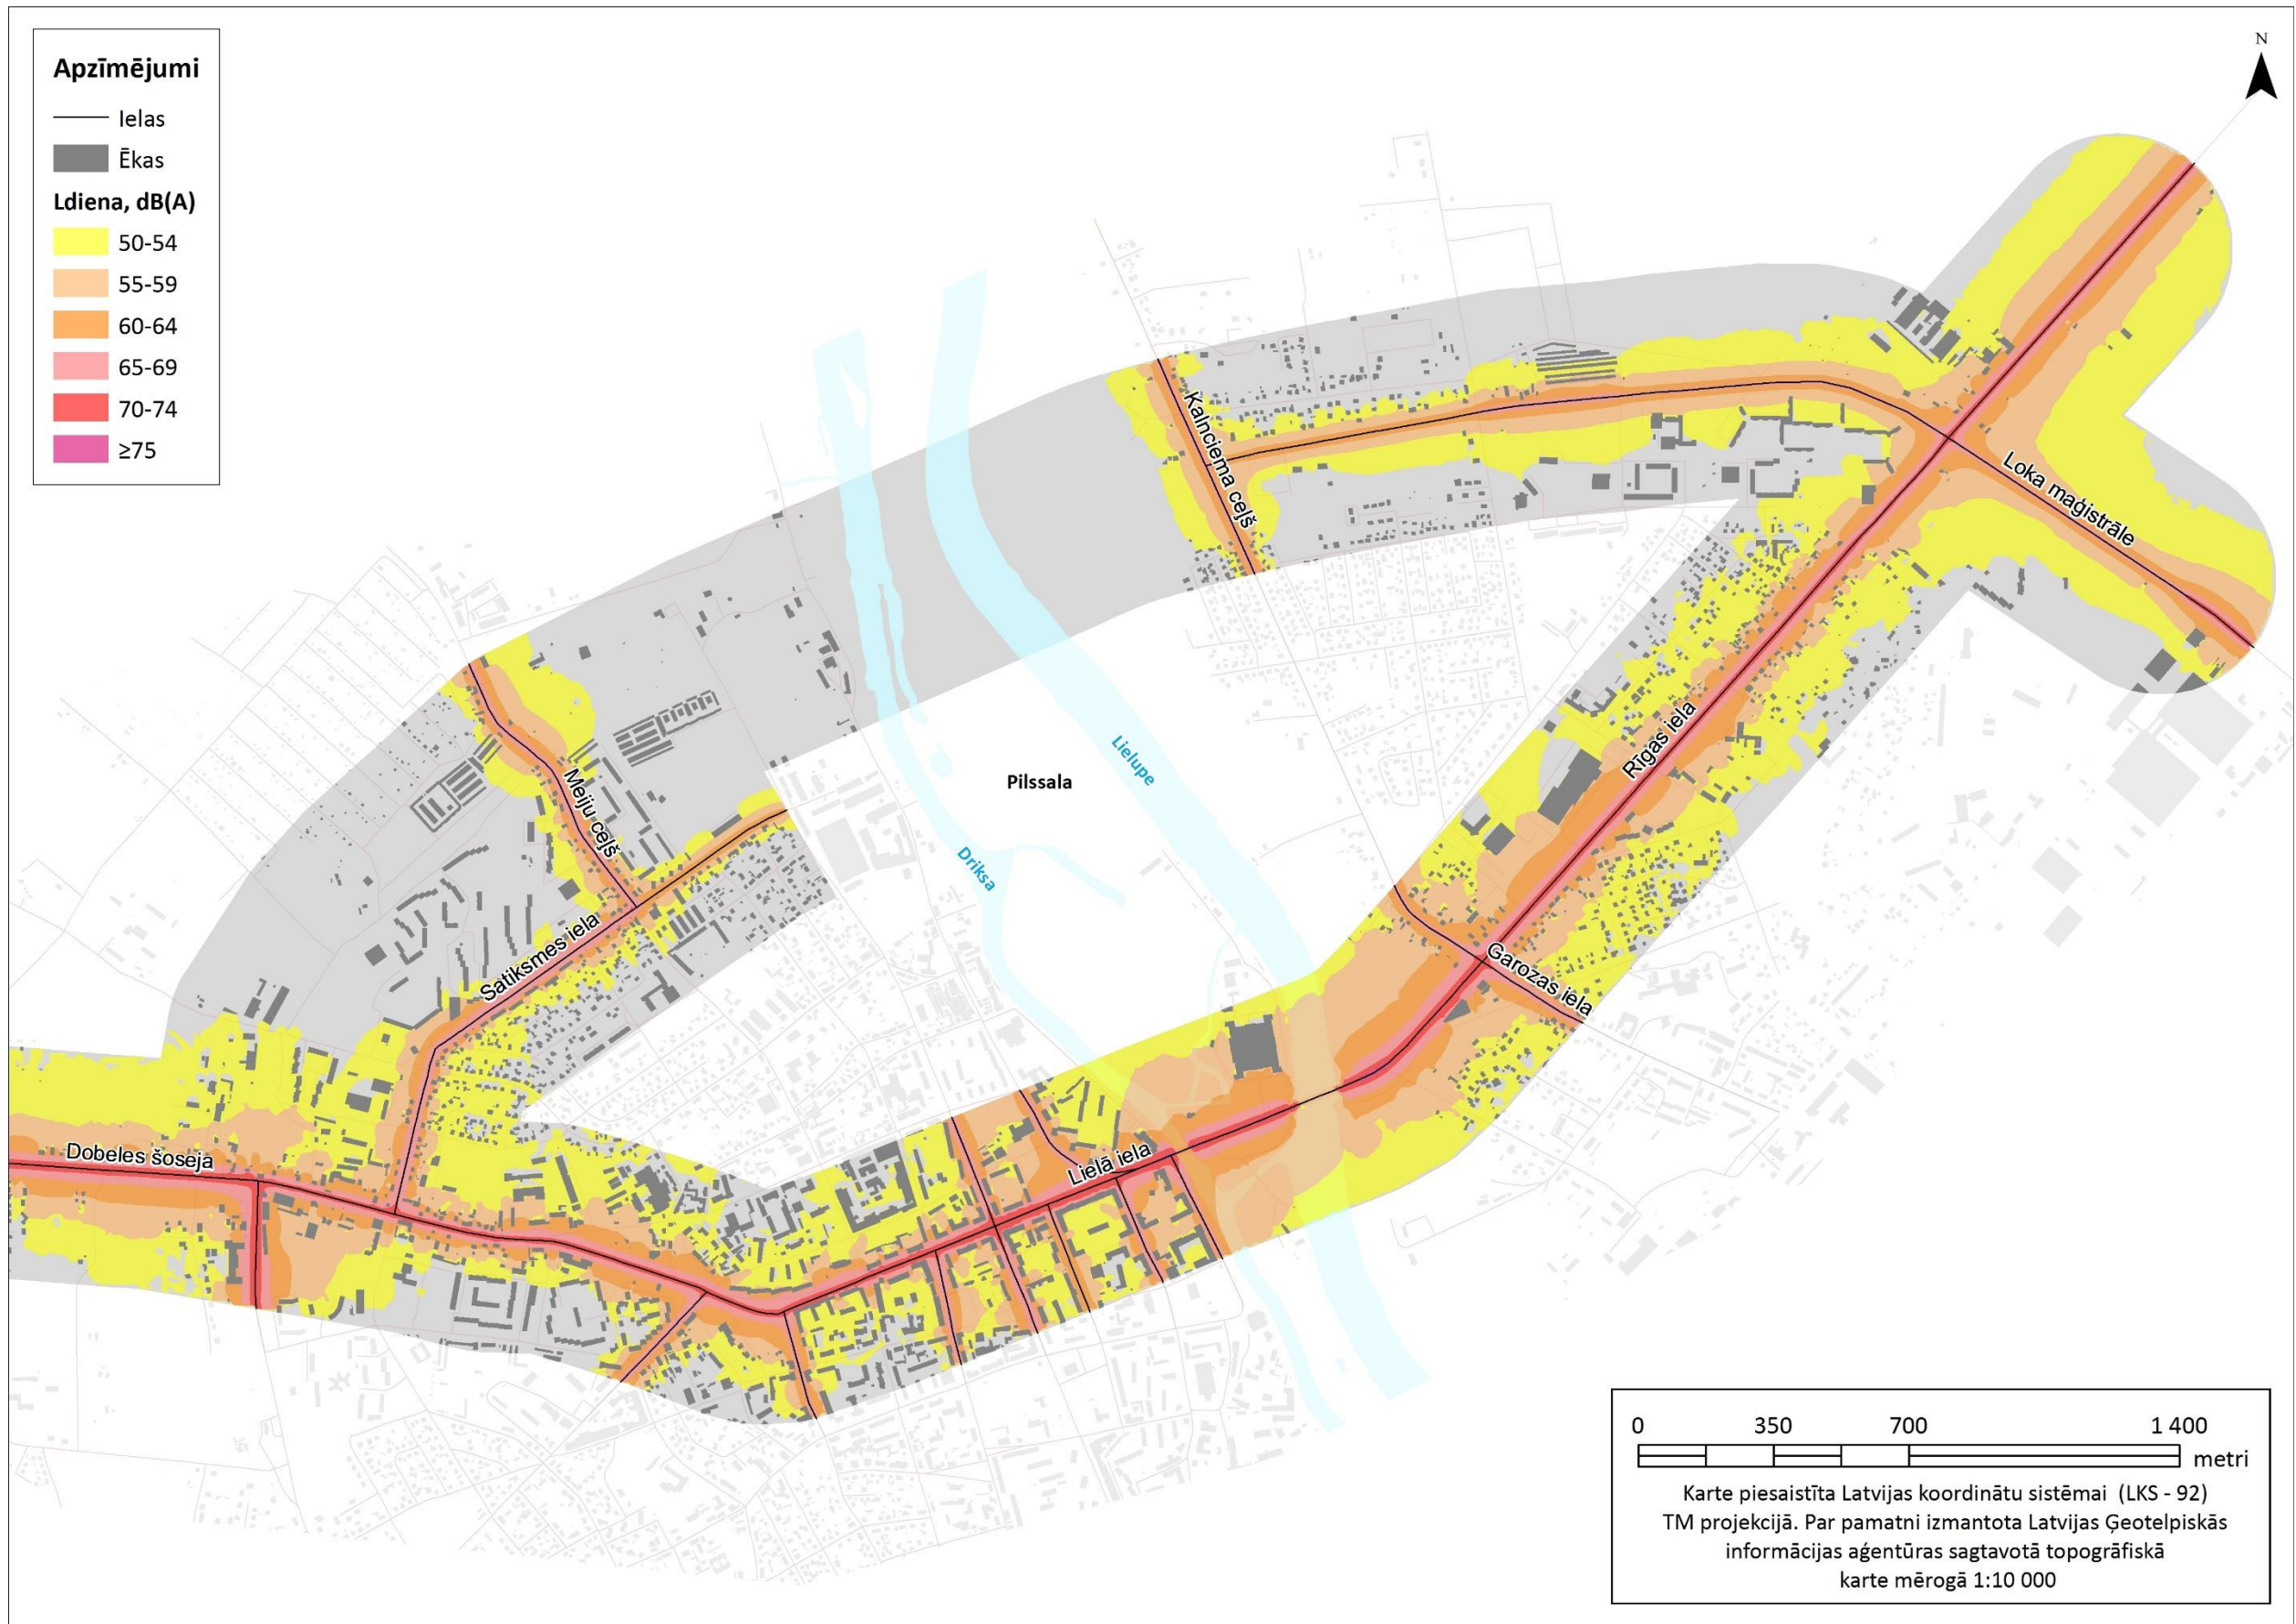 Apzīmējumi
Ielas
Ēkas
Ldiena, dB(A)
50-54
55-59
60-64
65-69
70-74
≥75
N
Kalnciema ceļš
Loka maģistrāle
Rīgas iela
Lielupe
Pilssala
Meiju ceļš
Driksa
Satiksmes iela
Garozas iela
Dobeles šoseja
Lielā iela
0 350 700 1 400
metri
Karte piesaistīta Latvijas koordinātu sistēmai (LKS - 92)
TM projekcijā. Par pamatni izmantota Latvijas Ģeotelpiskās
informācijas aģentūras sagtavotā topogrāfiskā
karte mērogā 1:10 000